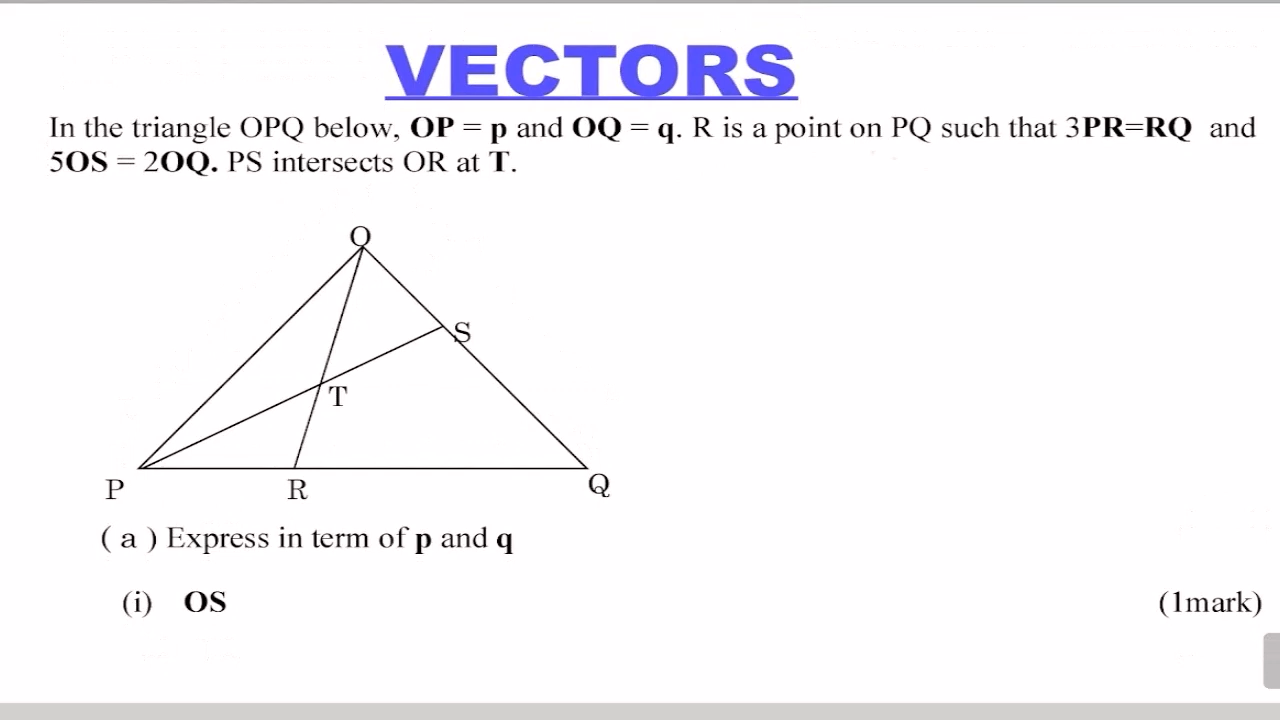 VECTORS
In the triangle OPQ below, OP = p and OQ = q. R is a point on PQ such that 3PR=RQ and
5OS = 2OQ. PS intersects OR at T.
O
S
T
P
R
Q
( a ) Express in term of p and q
(i) OS (1mark)